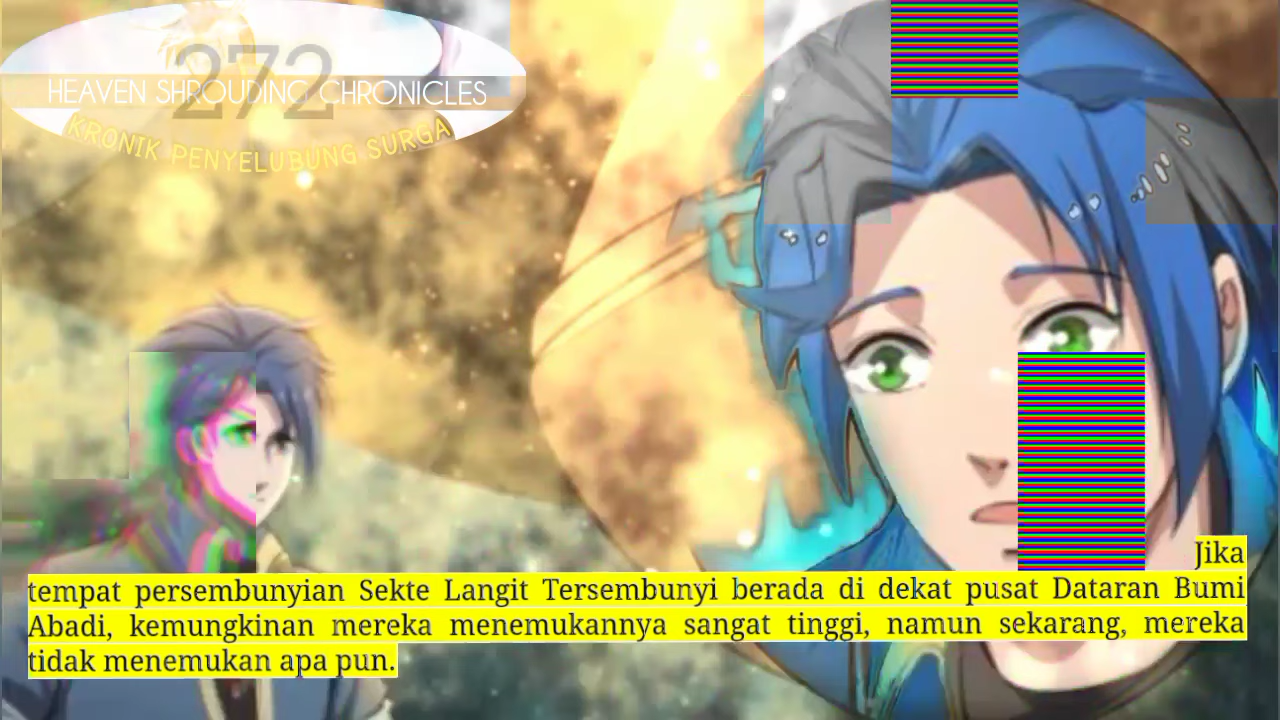 272
HEAVEN SHROUDING CHRONICLES
KRONIK PENYELUBUNG SURGA
Jika
tempat persembunyian Sekte Langit Tersembunyi berada di dekat pusat Dataran Bumi
Abadi, kemungkinan mereka menemukannya sangat tinggi, namun sekarang, mereka
tidak menemukan apa pun.